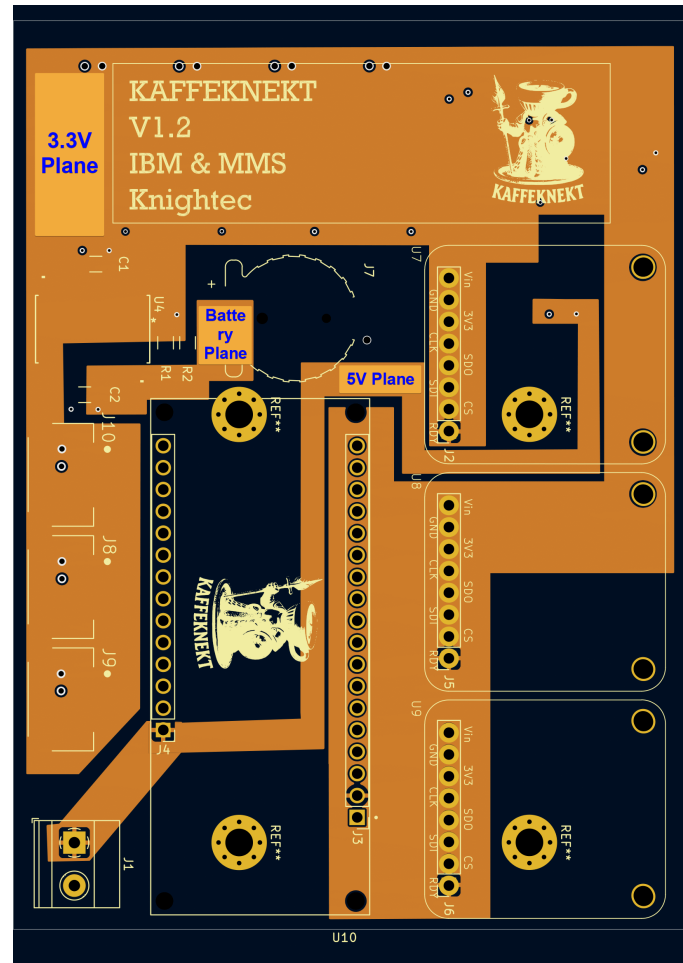 KAFFEKNEKT
V1.2
IBM & MMS
Knightec
KAFFEKNEKT
3.3V
Plane
C1
U4
*
R1
R2
C2
+
J7
Batte
ry
Plane
5V Plane
U7
Vin
GND
3V3
CLK
SDO
SDI
CS
RDY
J2
REF**
REF**
J10
J8
J9
KAFFEKNEKT
J4
J3
U8
Vin
GND
3V3
CLK
SDO
SDI
CS
RDY
J5
U9
Vin
GND
3V3
CLK
SDO
SDI
CS
RDY
J6
REF**
REF**
J1
U10